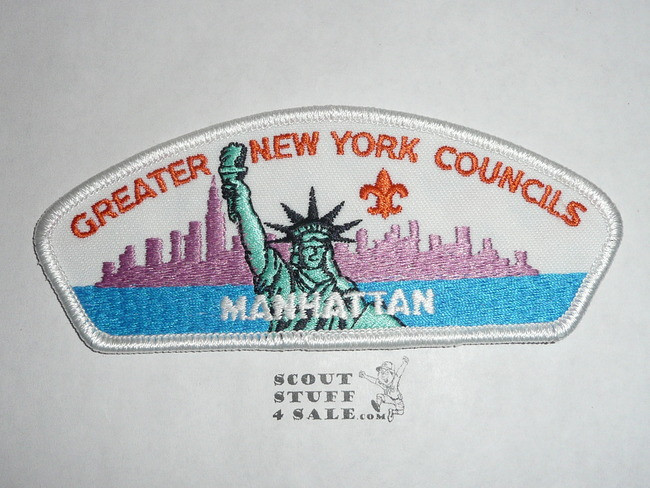 GREATER NEW YORK COUNCILS
MANHATTAN
SCOUT
STUFF
4 SALE.COM